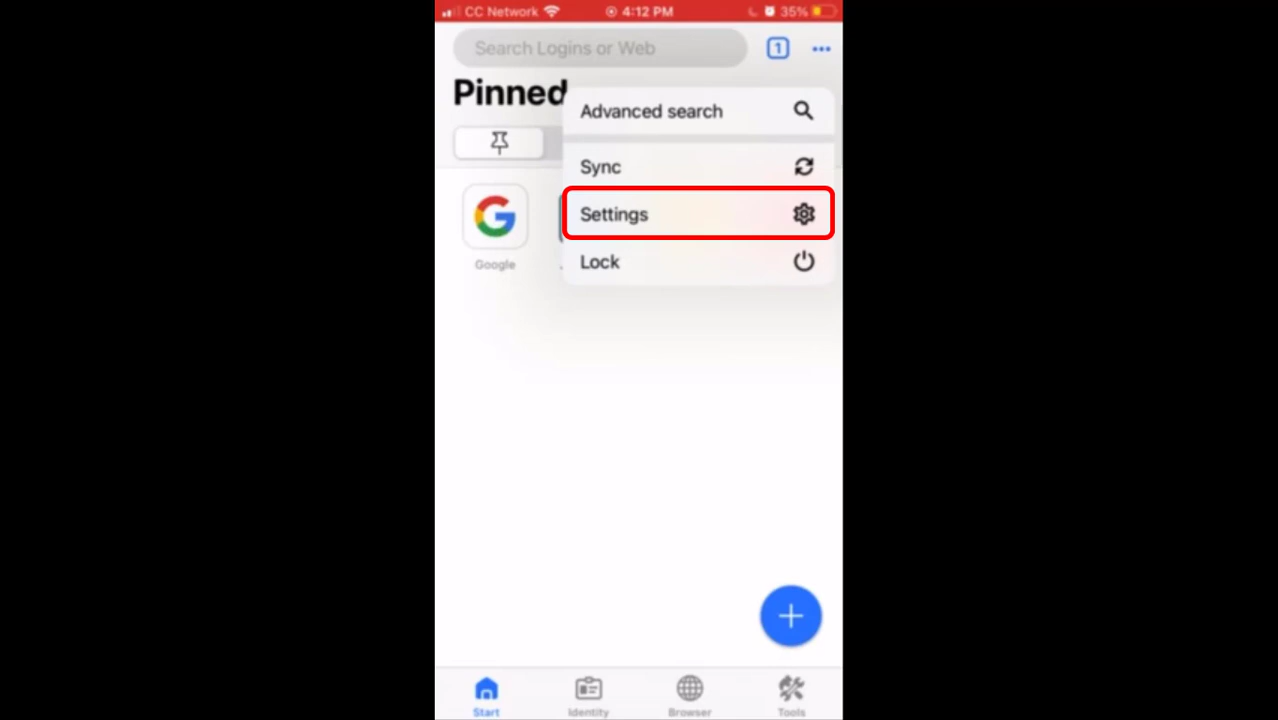 CC Network 4:12 PM 35%
Search Logins or Web 1
Pinned
Advanced search
Sync
Settings
Lock
Google
Start Identity Browser Tools